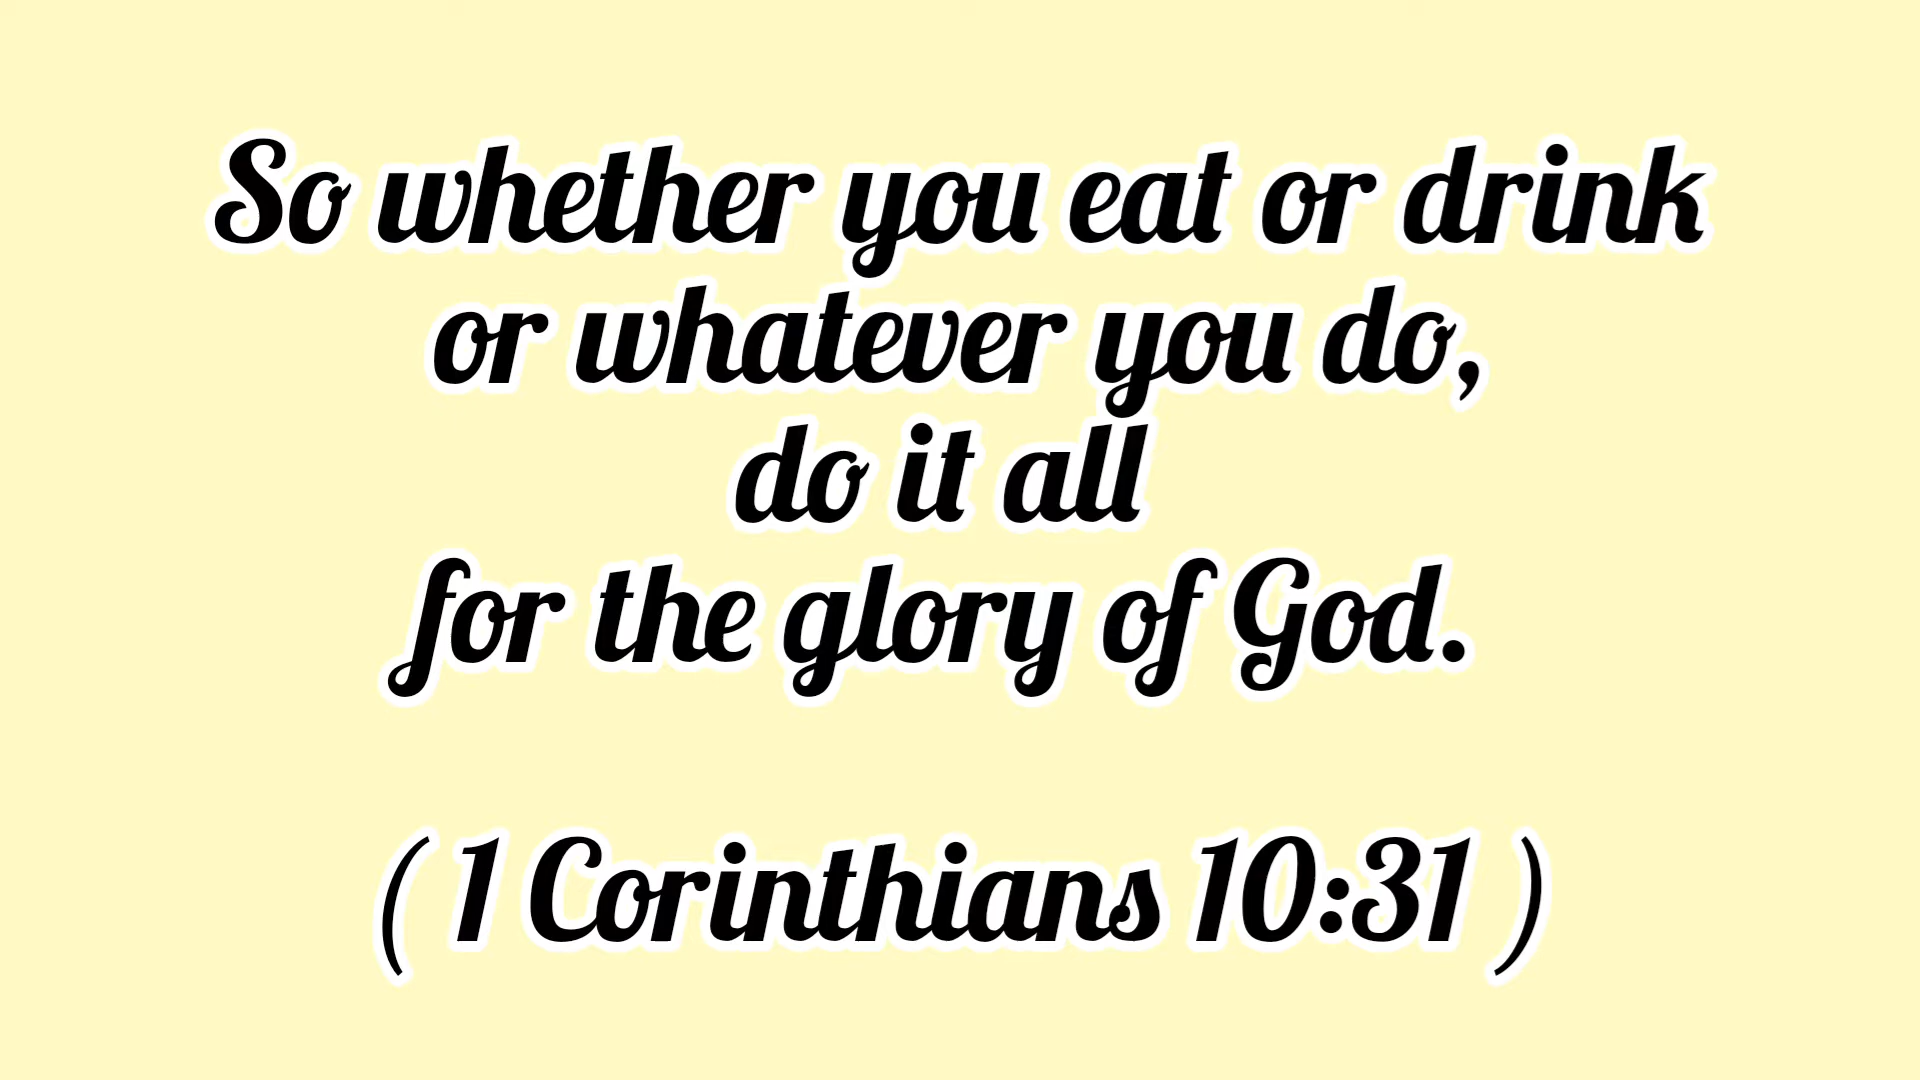 So whether you eat or drink
or whatever you do,
do it all
for the glory of God.
( 1 Corinthians 10:31 )